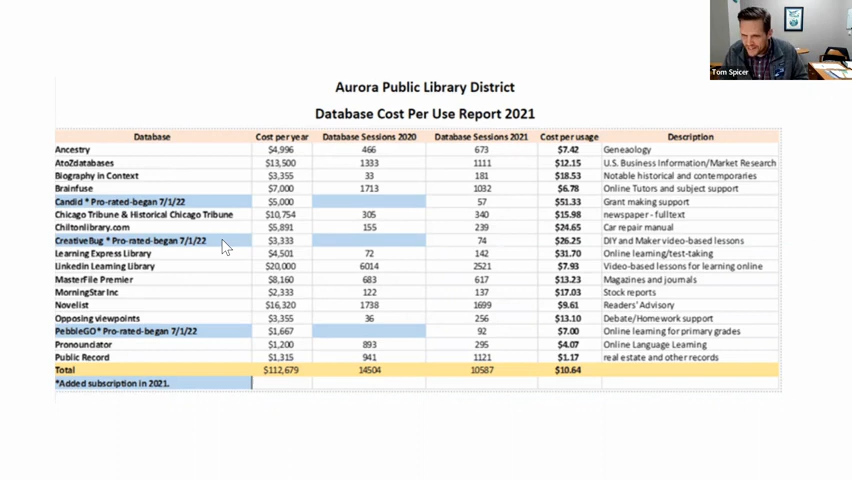 Tom Spicer
Aurora Public Library District
Database Cost Per Use Report 2021
Database Cost per year Database Sessions 2020 Database Sessions 2021 Cost per usage Description
Ancestry $4,996 466 673 $7.42 Geneaology
AtoZdatabases $13,500 1333 1111 $12.15 U.S. Business Information/Market Research
Biography in Context $3,355 33 181 $18.53 Notable historical and contemporaries
Brainfuse $7,000 1713 1032 $6.78 Online Tutors and subject support
Candid * Pro-rated-began 7/1/22 $5,000 57 $51.33 Grant making support
Chicago Tribune & Historical Chicago Tribune $10,754 305 340 $15.98 newspaper - fulltext
Chiltonlibrary.com $5,891 155 239 $24.65 Car repair manual
CreativeBug * Pro-rated-began 7/1/22 $3,333 74 $26.25 DIY and Maker video-based lessons
Learning Express Library $4,501 72 142 $31.70 Online learning/test-taking
Linkedin Learning Library $20,000 6014 2521 $7.93 Video-based lessons for learning online
MasterFile Premier $8,160 683 617 $13.23 Magazines and journals
MorningStar Inc $2,333 122 137 $17.03 Stock reports
Novelist $16,320 1738 1699 $9.61 Readers' Advisory
Opposing viewpoints $3,355 36 256 $13.10 Debate/Homework support
PebbleGO* Pro-rated-began 7/1/22 $1,667 92 $7.00 Online learning for primary grades
Pronounciator $1,200 893 295 $4.07 Online Language Learning
Public Record $1,315 941 1121 $1.17 real estate and other records
Total $112,679 14504 10587 $10.64
*Added subscription in 2021.